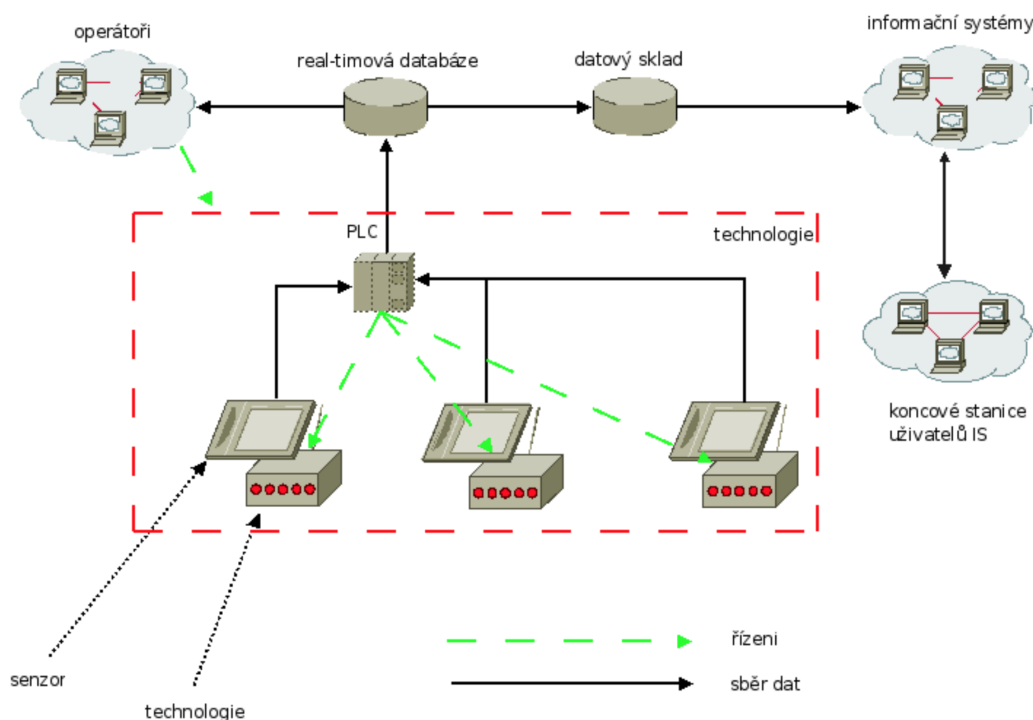 operátoři
real-timová databáze
datový sklad
informační systémy
PLC
technologie
koncové stanice
uživatelů IS
senzor
technologie
řízeni
sběr dat